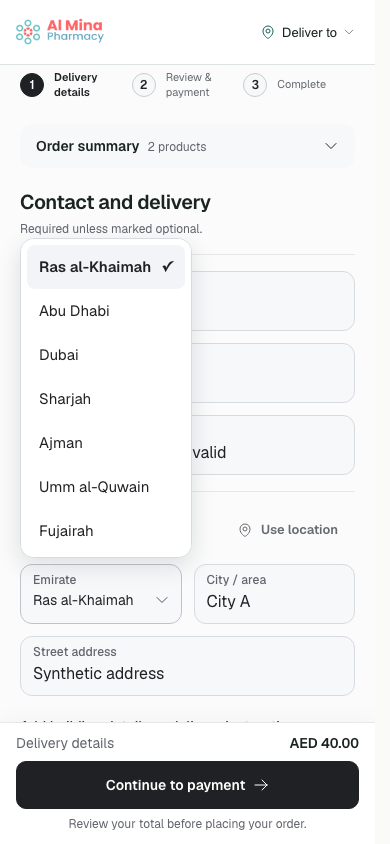 Al Mina
Pharmacy
Deliver to
1 Delivery details
2 Review & payment
3 Complete
Order summary 2 products
Contact and delivery
Required unless marked optional.
Ras al-Khaimah ✓
Abu Dhabi
Dubai
Sharjah
Ajman
valid
Umm al-Quwain
Fujairah
Use location
Emirate
Ras al-Khaimah
City / area
City A
Street address
Synthetic address
Delivery details AED 40.00
Continue to payment →
Review your total before placing your order.